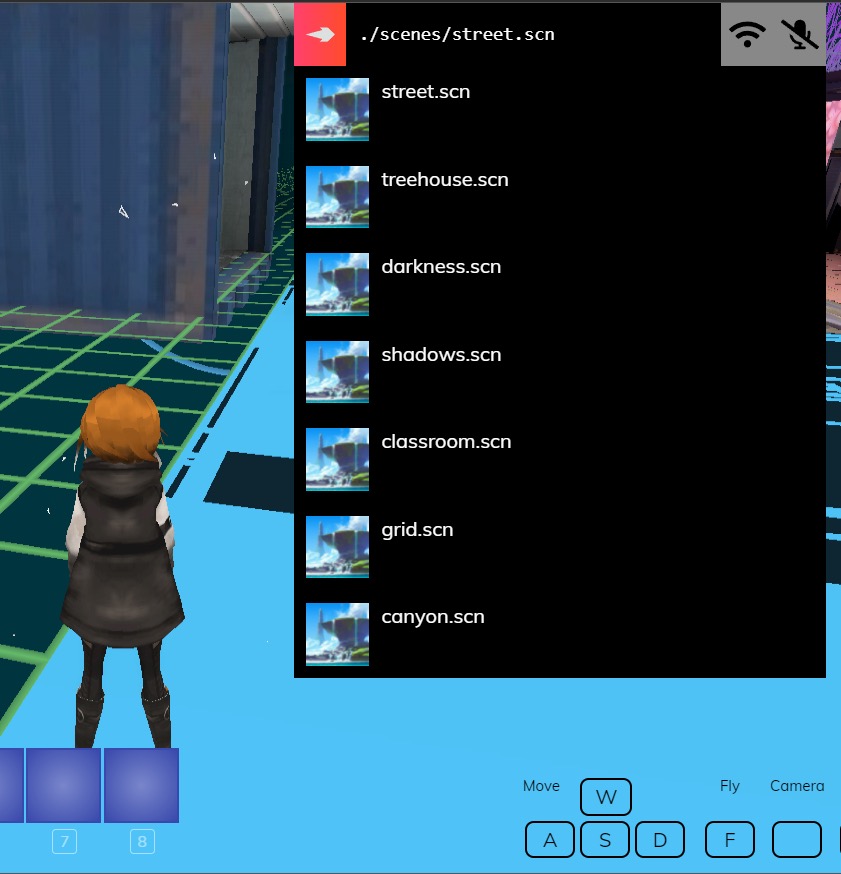 ./scenes/street.scn
street.scn
treehouse.scn
darkness.scn
shadows.scn
classroom.scn
grid.scn
canyon.scn
Move
W
Fly
Camera
A
S
D
F
7
8